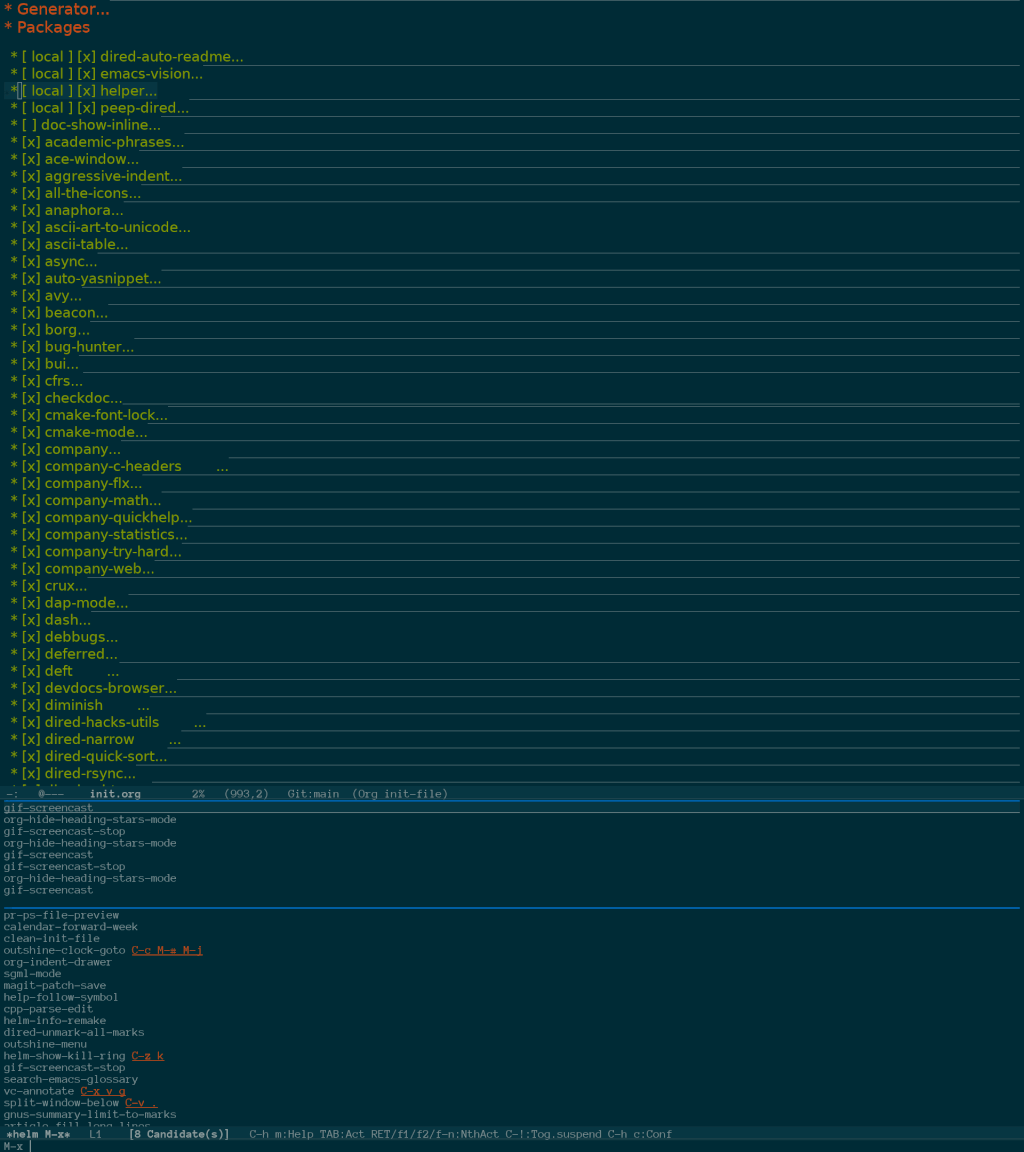 * Generator...
* Packages
* [ local ] [x] dired-auto-readme...
* [ local ] [x] emacs-vision...
* [ local ] [x] helper...
* [ local ] [x] peep-dired...
* [ ] doc-show-inline...
* [x] academic-phrases...
* [x] ace-window...
* [x] aggressive-indent...
* [x] all-the-icons...
* [x] anaphora...
* [x] ascii-art-to-unicode...
* [x] ascii-table...
* [x] async...
* [x] auto-yasnippet...
* [x] avy...
* [x] beacon...
* [x] borg...
* [x] bug-hunter...
* [x] bui...
* [x] cfrs...
* [x] checkdoc...
* [x] cmake-font-lock...
* [x] cmake-mode...
* [x] company...
* [x] company-c-headers ...
* [x] company-flx...
* [x] company-math...
* [x] company-quickhelp...
* [x] company-statistics...
* [x] company-try-hard...
* [x] company-web...
* [x] crux...
* [x] dap-mode...
* [x] dash...
* [x] debbugs...
* [x] deferred...
* [x] deft ...
* [x] devdocs-browser...
* [x] diminish ...
* [x] dired-hacks-utils ...
* [x] dired-narrow ...
* [x] dired-quick-sort...
* [x] dired-rsync...
-: @--- init.org 2% (993,2) Git:main (Org init-file)
gif-screencast
org-hide-heading-stars-mode
gif-screencast-stop
org-hide-heading-stars-mode
gif-screencast
gif-screencast-stop
org-hide-heading-stars-mode
gif-screencast
pr-ps-file-preview
calendar-forward-week
clean-init-file
outshine-clock-goto C-c M-= M-j
org-indent-drawer
sgml-mode
magit-patch-save
help-follow-symbol
cpp-parse-edit
helm-info-remake
dired-unmark-all-marks
outshine-menu
helm-show-kill-ring C-z k
gif-screencast-stop
search-emacs-glossary
vc-annotate C-x v g
split-window-below C-v .
gnus-summary-limit-to-marks
article-fill-long-lines
*helm M-x* L1 [8 Candidate(s)] C-h m:Help TAB:Act RET/f1/f2/f-n:NthAct C-!:Tog.suspend C-h c:Conf
M-x